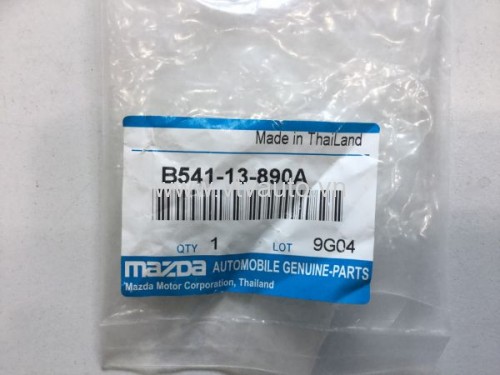 Made in ThaiLand
B541-13-890A
QTY 1 LOT 9G04
mazda AUTOMOBILE GENUINE-PARTS
Mazda Motor Corporation, Thailand